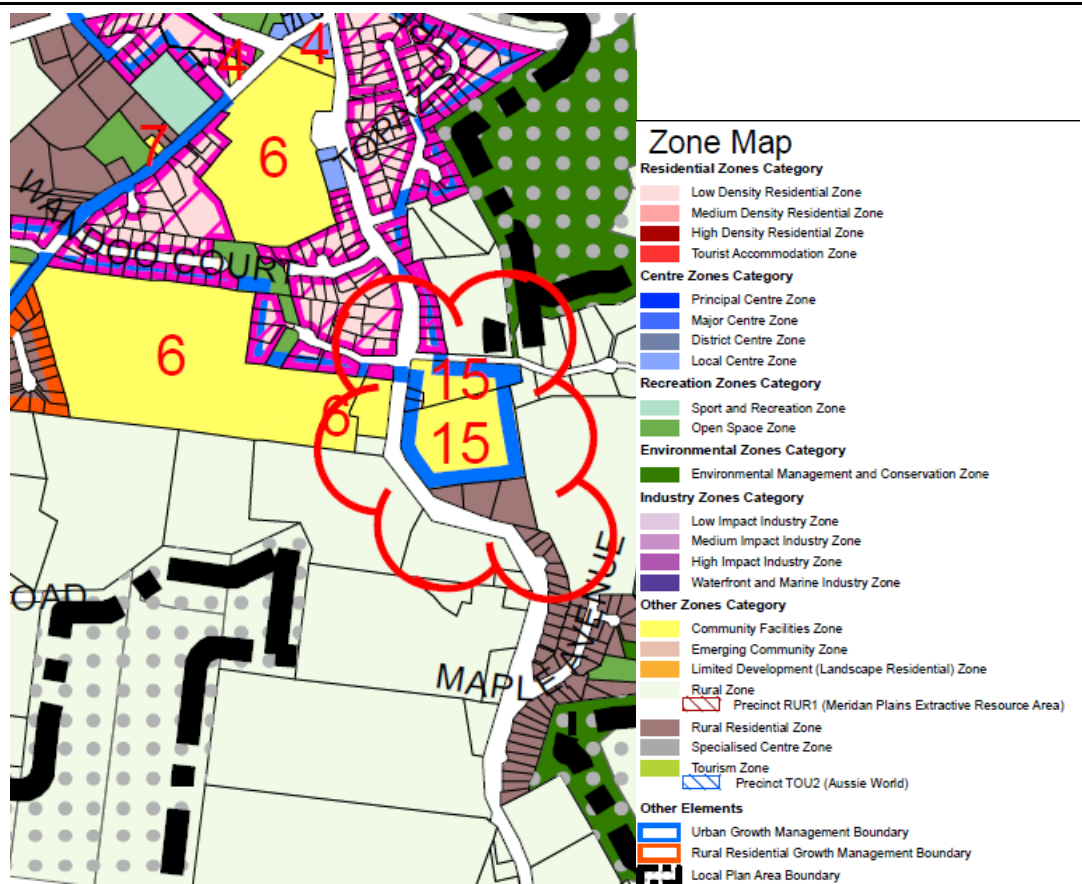 4
4
7
6
TORPAZ
WANDOO COURT
6
15
6
15
OAD
MAPLE AVENUE
Zone Map
Residential Zones Category
Low Density Residential Zone
Medium Density Residential Zone
High Density Residential Zone
Tourist Accommodation Zone
Centre Zones Category
Principal Centre Zone
Major Centre Zone
District Centre Zone
Local Centre Zone
Recreation Zones Category
Sport and Recreation Zone
Open Space Zone
Environmental Zones Category
Environmental Management and Conservation Zone
Industry Zones Category
Low Impact Industry Zone
Medium Impact Industry Zone
High Impact Industry Zone
Waterfront and Marine Industry Zone
Other Zones Category
Community Facilities Zone
Emerging Community Zone
Limited Development (Landscape Residential) Zone
Rural Zone
Precinct RUR1 (Meridan Plains Extractive Resource Area)
Rural Residential Zone
Specialised Centre Zone
Tourism Zone
Precinct TOU2 (Aussie World)
Other Elements
Urban Growth Management Boundary
Rural Residential Growth Management Boundary
Local Plan Area Boundary